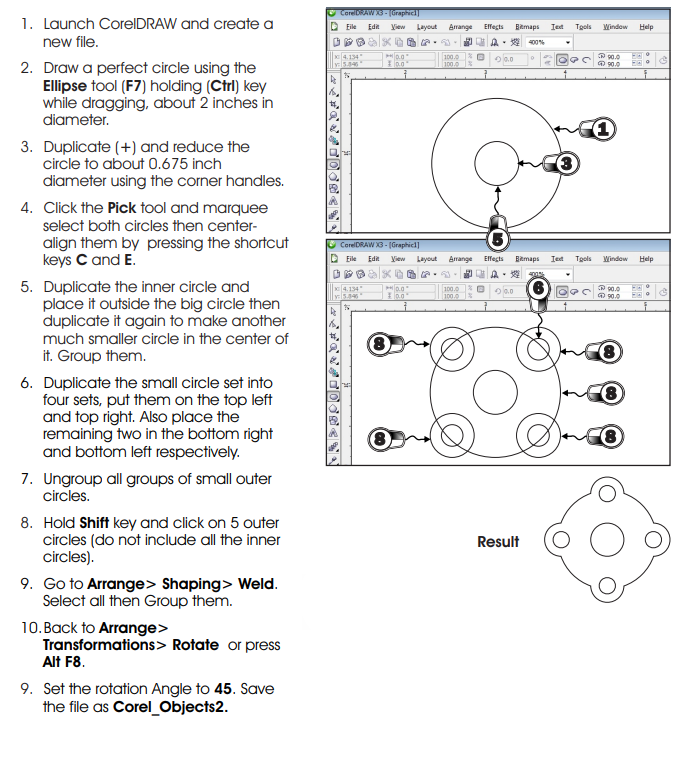 1. Launch CorelDRAW and create a
new file.
2. Draw a perfect circle using the
Ellipse tool (F7) holding (Ctrl) key
while dragging, about 2 inches in
diameter.
3. Duplicate (+) and reduce the
circle to about 0.675 inch
diameter using the corner handles.
4. Click the Pick tool and marquee
select both circles then center-
align them by pressing the shortcut
keys C and E.
5. Duplicate the inner circle and
place it outside the big circle then
duplicate it again to make another
much smaller circle in the center of
it. Group them.
6. Duplicate the small circle set into
four sets, put them on the top left
and top right. Also place the
remaining two in the bottom right
and bottom left respectively.
7. Ungroup all groups of small outer
circles.
8. Hold Shift key and click on 5 outer
circles (do not include all the inner
circles).
9. Go to Arrange> Shaping> Weld.
Select all then Group them.
10. Back to Arrange>
Transformations> Rotate or press
Alt F8.
9. Set the rotation Angle to 45. Save
the file as Corel_Objects2.
CorelDRAW X3 - [Graphic1]
File Edit View Layout Arrange Effects Bitmaps Text Tools Window Help
400%
x: 4.134" 0.0" 100.0 0.0 90.0
y: 5.846" 0.0" 100.0 90.0
2 3 4 5
1
3
5
CorelDRAW X3 - [Graphic1]
File Edit View Layout Arrange Effects Bitmaps Text Tools Window Help
400%
x: 4.134" 0.0" 100.0 0.0 90.0
y: 5.846" 0.0" 100.0 90.0
2 3 4 5
6
8
8
8
8
8
Result